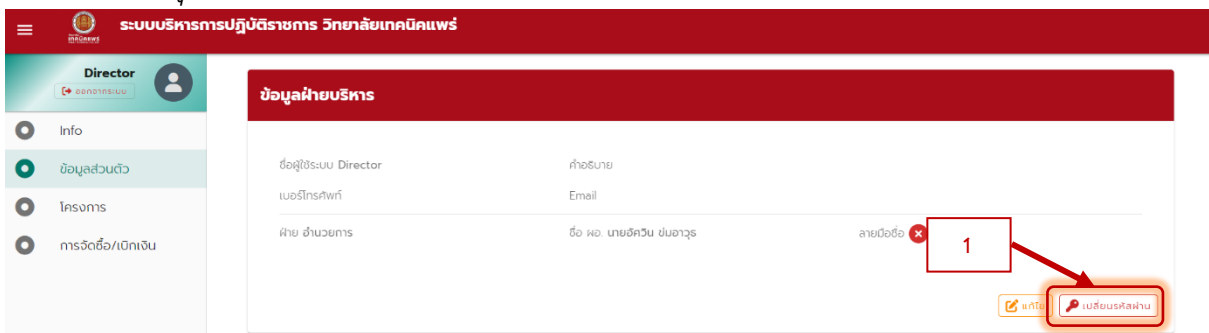 ระบบบริหารการปฏิบัติราชการ วิทยาลัยเทคนิคแพร่
Director
ออกจากระบบ
ข้อมูลฝ่ายบริหาร
Info
ข้อมูลส่วนตัว
ชื่อผู้ใช้ระบบ Director คำอธิบาย
เบอร์โทรศัพท์ Email
โครงการ
ฝ่าย อำนวยการ ชื่อ ผอ. นายอัศวิน ข่มอาวุธ ลายมือชื่อ
การจัดซื้อ/เบิกเงิน
1
แก้ไข เปลี่ยนรหัสผ่าน